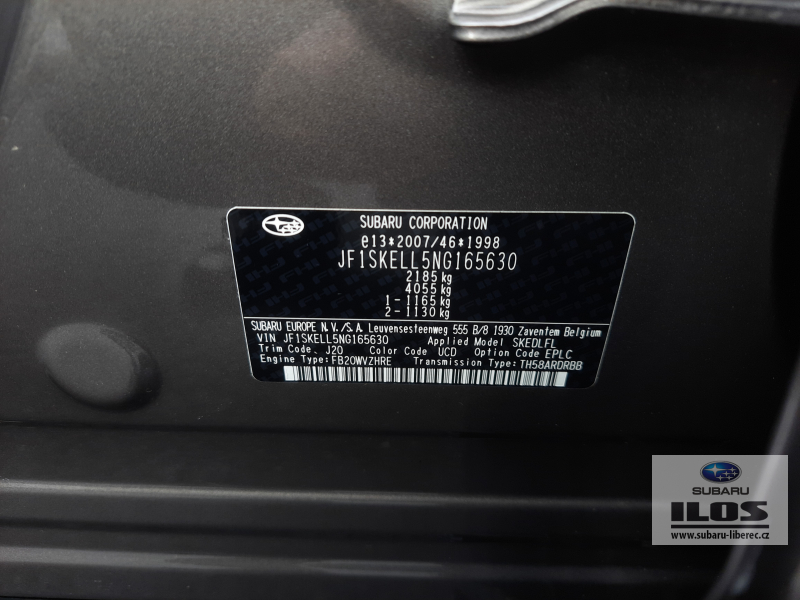 SUBARU CORPORATION
e13*2007/46*1998
JF1SKELL5NG165630
2185 kg
4055 kg
1- 1165 kg
2- 1130 kg
SUBARU EUROPE N.V./S.A. Leuvensesteenweg 555 B/8 1930 Zaventem Belgium
VIN JF1SKELL5NG165630 Applied Model SKEDLFL
Trim Code, J20 Color Code UCD Option Code EPLC
Engine Type: FB20WVZHRE Transmission Type: TH58ARDRBB
SUBARU
ILOS
www.subaru-liberec.cz